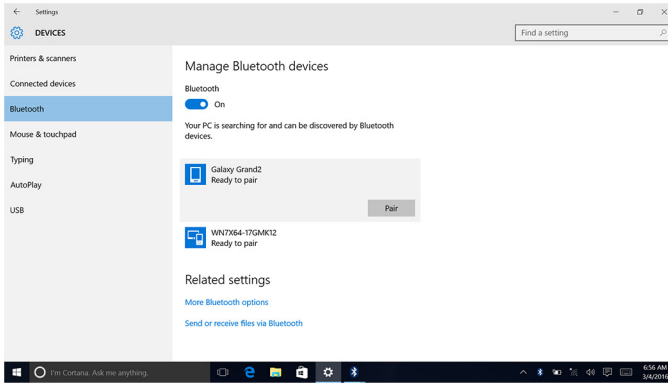 Settings
DEVICES
Find a setting
Printers & scanners
Connected devices
Bluetooth
Mouse & touchpad
Typing
AutoPlay
USB
Manage Bluetooth devices
Bluetooth
On
Your PC is searching for and can be discovered by Bluetooth
devices.
Galaxy Grand2
Ready to pair
Pair
WN7X64-17GMK12
Ready to pair
Related settings
More Bluetooth options
Send or receive files via Bluetooth
I'm Cortana. Ask me anything.
6:56 AM
3/4/2016